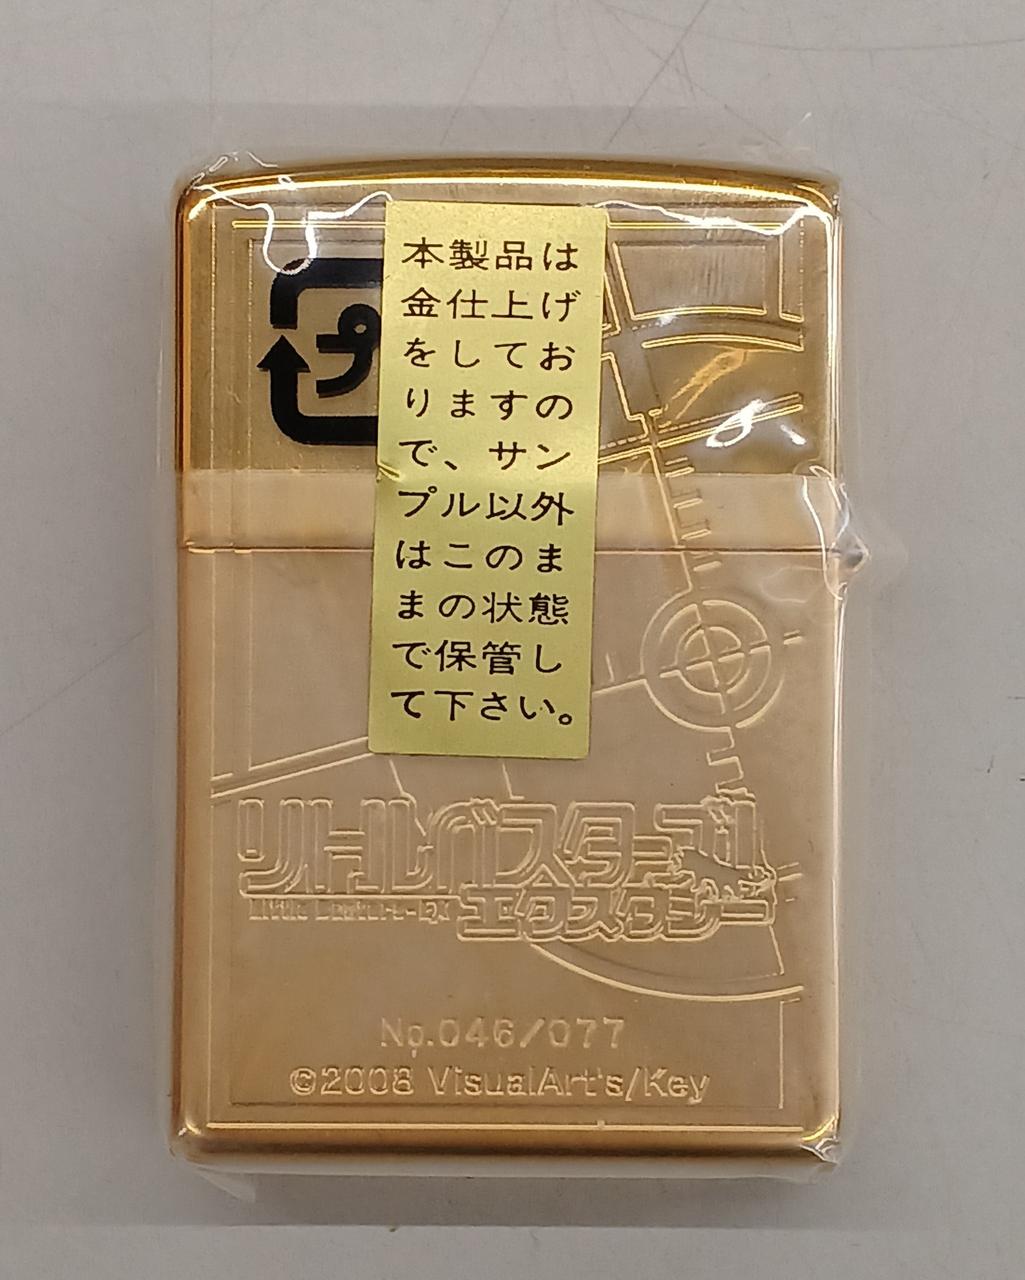 プ
本製品は
金仕上げ
をしてお
りますの
で、サン
プル以外
はこのま
まの状態
で保管し
て下さい。
リトルバスターズ!
エクスタシー
No.046/077
©2008 VisualArt's/Key